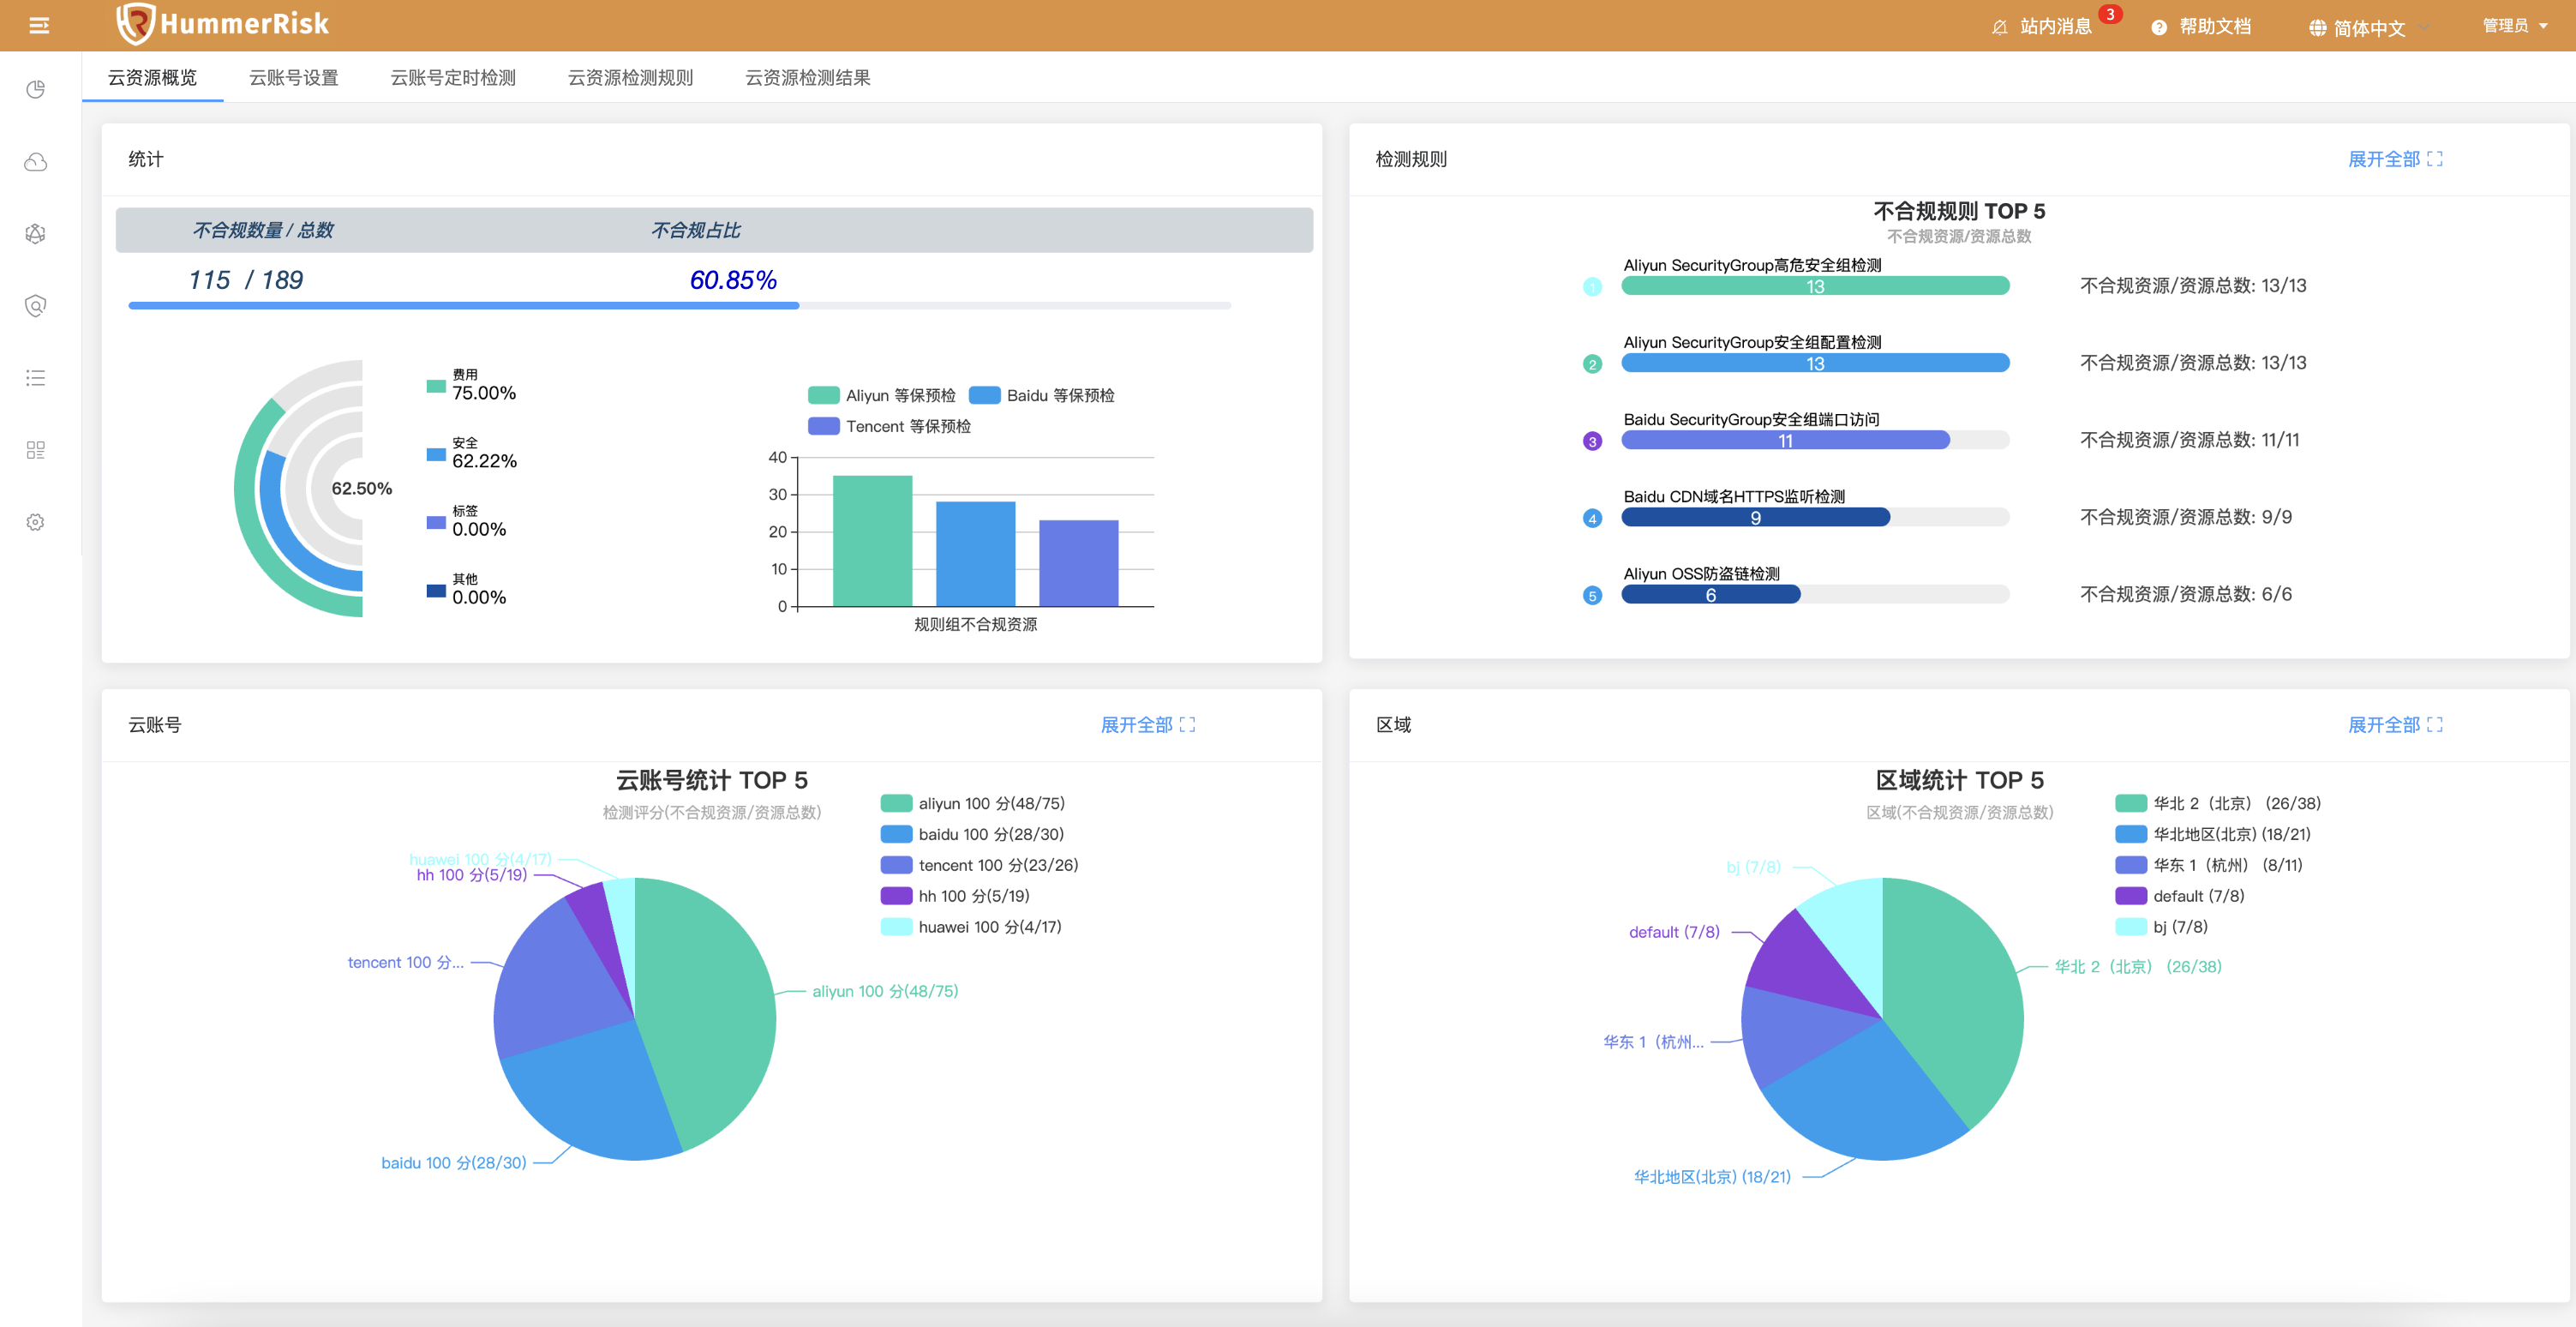 HummerRisk
站内消息
3
帮助文档
简体中文
管理员
云资源概览
云账号设置
云账号定时检测
云资源检测规则
云资源检测结果
统计
不合规数量 / 总数
不合规占比
115 / 189
60.85%
62.50%
费用
75.00%
安全
62.22%
标签
0.00%
其他
0.00%
Aliyun 等保预检
Baidu 等保预检
Tencent 等保预检
40
30
20
10
0
规则组不合规资源
检测规则
展开全部
不合规规则 TOP 5
不合规资源/资源总数
Aliyun SecurityGroup高危安全组检测
1
13
不合规资源/资源总数: 13/13
Aliyun SecurityGroup安全组配置检测
2
13
不合规资源/资源总数: 13/13
Baidu SecurityGroup安全组端口访问
3
11
不合规资源/资源总数: 11/11
Baidu CDN域名HTTPS监听检测
4
9
不合规资源/资源总数: 9/9
Aliyun OSS防盗链检测
5
6
不合规资源/资源总数: 6/6
云账号
展开全部
云账号统计 TOP 5
检测评分(不合规资源/资源总数)
aliyun 100 分(48/75)
baidu 100 分(28/30)
tencent 100 分(23/26)
hh 100 分(5/19)
huawei 100 分(4/17)
huawei 100 分(4/17)
hh 100 分(5/19)
tencent 100 分...
aliyun 100 分(48/75)
baidu 100 分(28/30)
区域
展开全部
区域统计 TOP 5
区域(不合规资源/资源总数)
华北 2（北京） (26/38)
华北地区(北京) (18/21)
华东 1（杭州） (8/11)
default (7/8)
bj (7/8)
bj (7/8)
default (7/8)
华北 2（北京） (26/38)
华东 1（杭州...
华北地区(北京) (18/21)